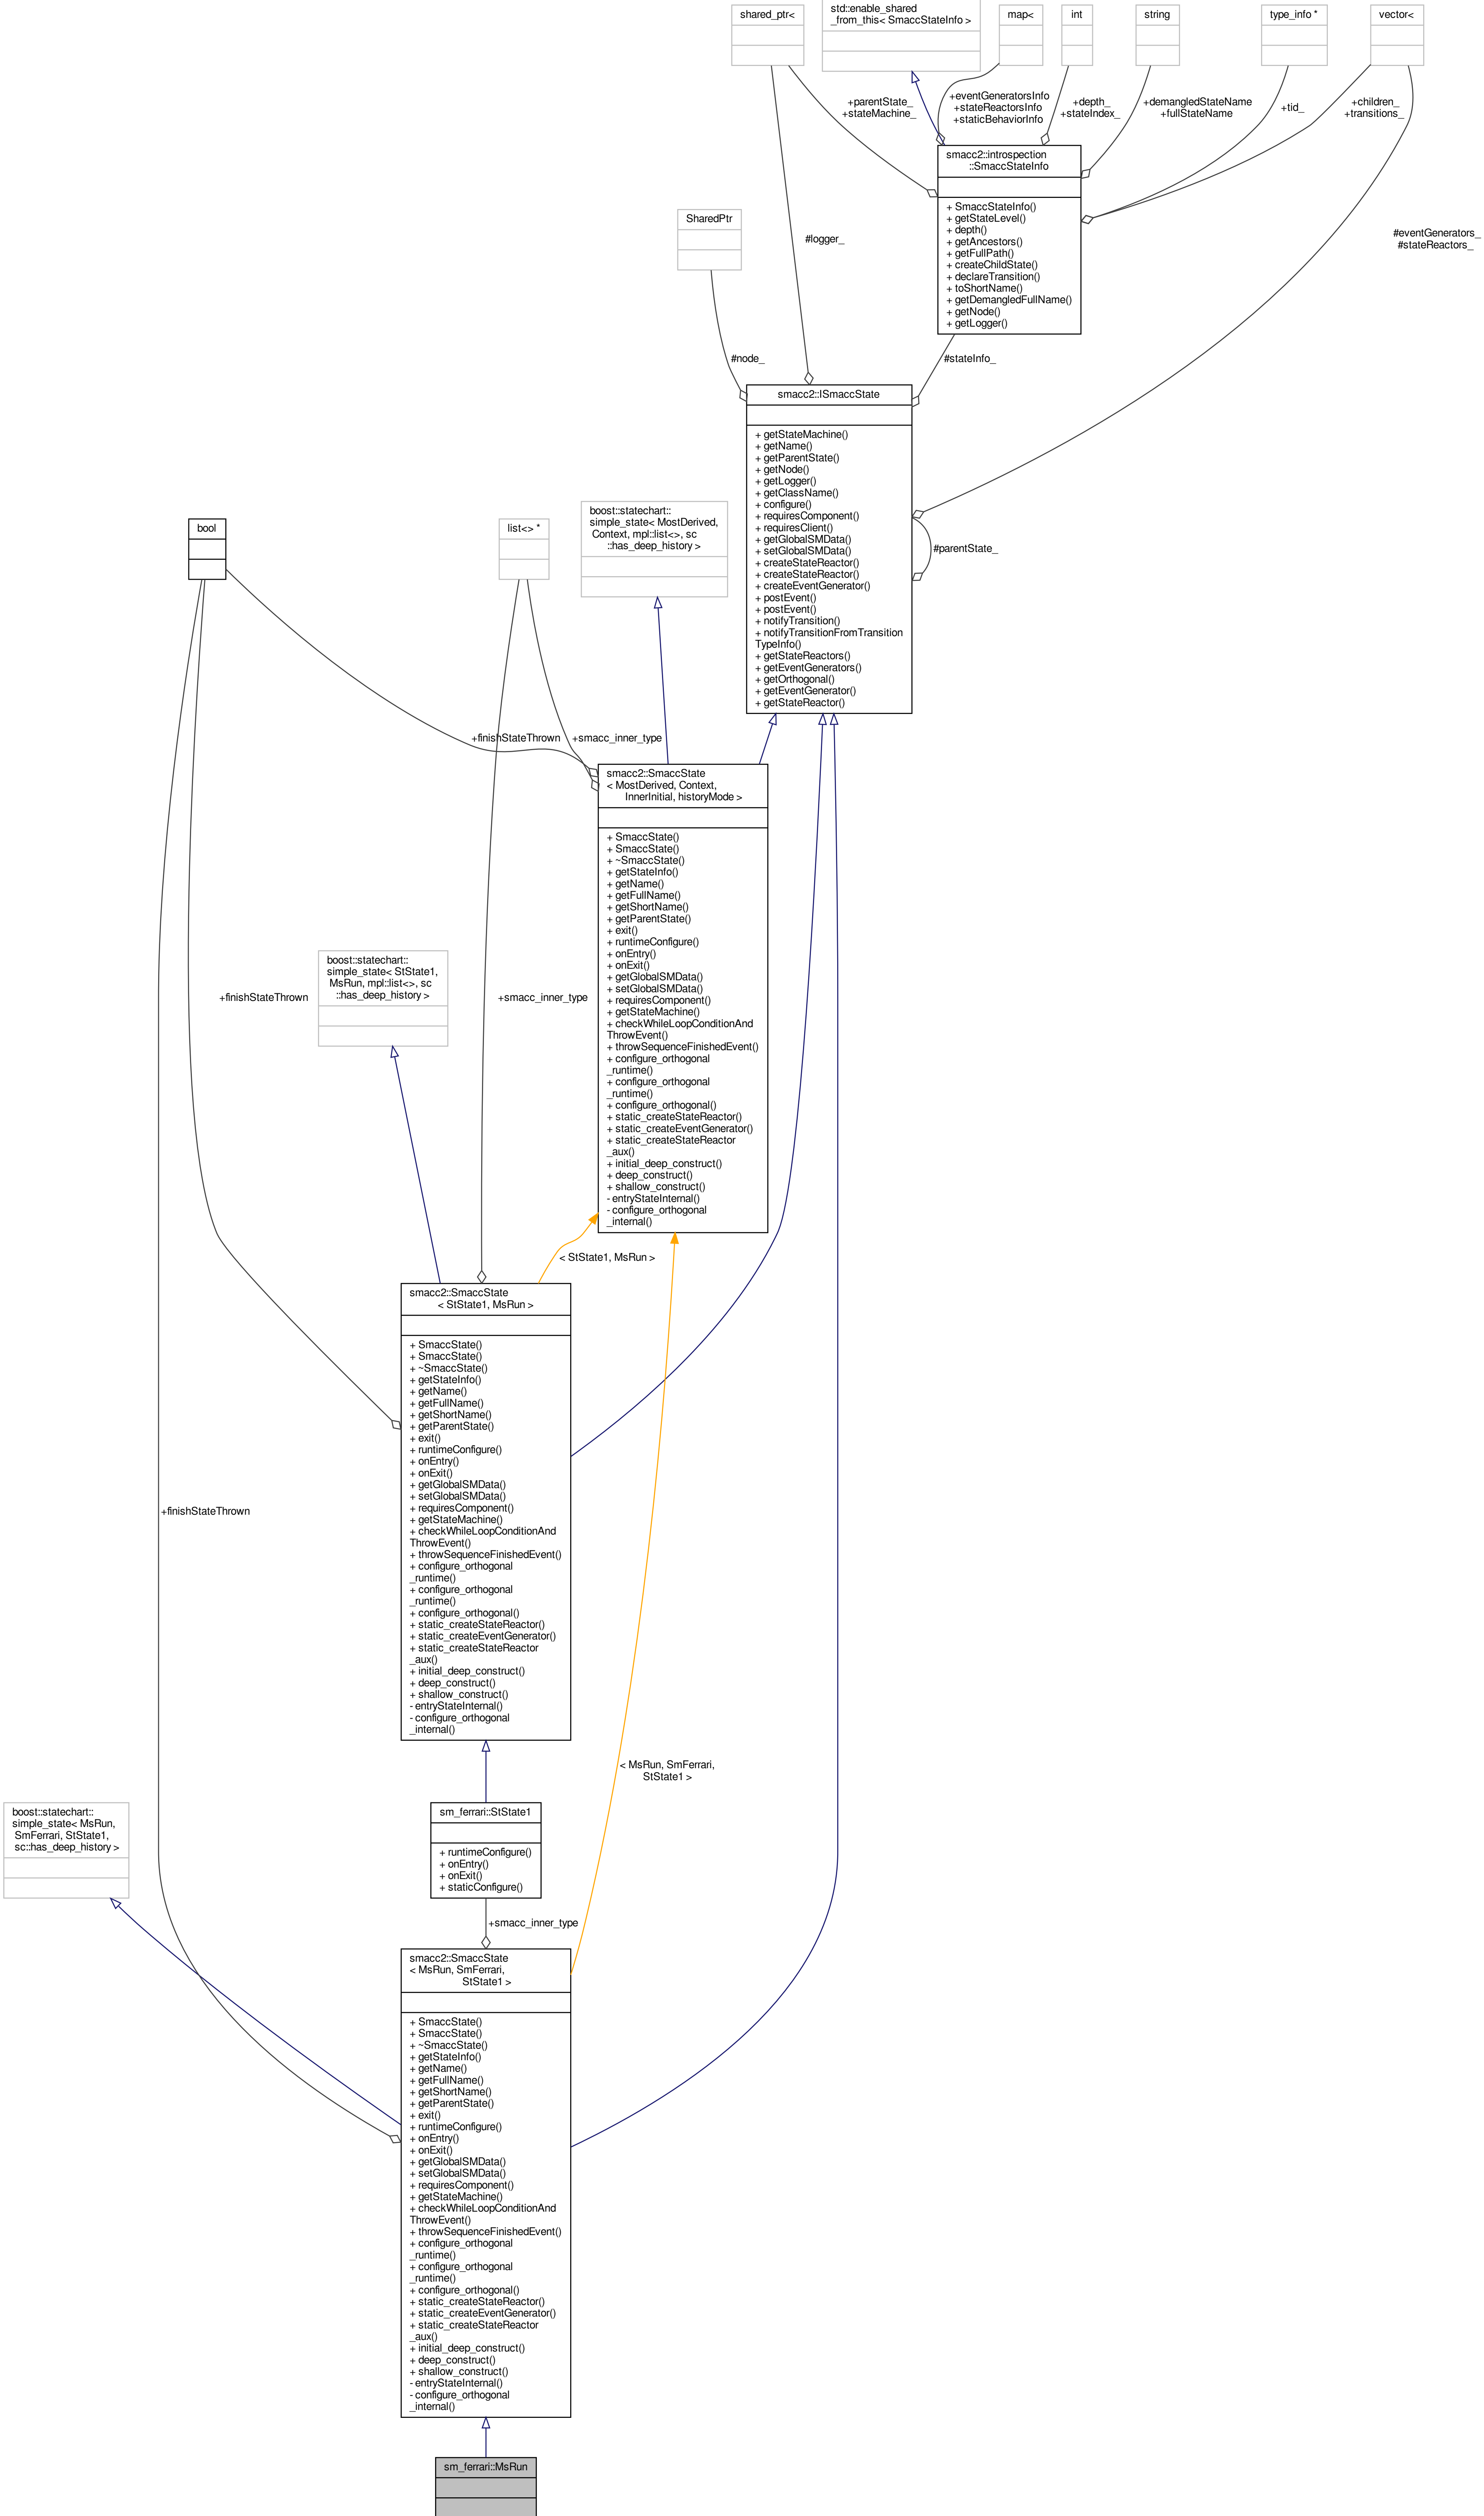 shared_ptr<
std::enable_shared
_from_this< SmaccStateInfo >
map<
int
string
type_info *
vector<
+parentState_
+stateMachine_
+eventGeneratorsInfo
+stateReactorsInfo
+staticBehaviorInfo
+depth_
+stateIndex_
+demangledStateName
+fullStateName
+tid_
+children_
+transitions_
smacc2::introspection
::SmaccStateInfo
+ SmaccStateInfo()
+ getStateLevel()
+ depth()
+ getAncestors()
+ getFullPath()
+ createChildState()
+ declareTransition()
+ toShortName()
+ getDemangledFullName()
+ getNode()
+ getLogger()
SharedPtr
#logger_
#eventGenerators_
#stateReactors_
#node_
#stateInfo_
smacc2::ISmaccState
+ getStateMachine()
+ getName()
+ getParentState()
+ getNode()
+ getLogger()
+ getClassName()
+ configure()
+ requiresComponent()
+ requiresClient()
+ getGlobalSMData()
+ setGlobalSMData()
+ createStateReactor()
+ createStateReactor()
+ createEventGenerator()
+ postEvent()
+ postEvent()
+ notifyTransition()
+ notifyTransitionFromTransition
TypeInfo()
+ getStateReactors()
+ getEventGenerators()
+ getOrthogonal()
+ getEventGenerator()
+ getStateReactor()
#parentState_
bool
list<> *
boost::statechart::
simple_state< MostDerived,
Context, mpl::list<>, sc
::has_deep_history >
+finishStateThrown
+smacc_inner_type
smacc2::SmaccState
< MostDerived, Context,
InnerInitial, historyMode >
+ SmaccState()
+ SmaccState()
+ ~SmaccState()
+ getStateInfo()
+ getName()
+ getFullName()
+ getShortName()
+ getParentState()
+ exit()
+ runtimeConfigure()
+ onEntry()
+ onExit()
+ getGlobalSMData()
+ setGlobalSMData()
+ requiresComponent()
+ getStateMachine()
+ checkWhileLoopConditionAnd
ThrowEvent()
+ throwSequenceFinishedEvent()
+ configure_orthogonal
_runtime()
+ configure_orthogonal
_runtime()
+ configure_orthogonal()
+ static_createStateReactor()
+ static_createEventGenerator()
+ static_createStateReactor
_aux()
+ initial_deep_construct()
+ deep_construct()
+ shallow_construct()
- entryStateInternal()
- configure_orthogonal
_internal()
boost::statechart::
simple_state< StState1,
MsRun, mpl::list<>, sc
::has_deep_history >
+finishStateThrown
+smacc_inner_type
< StState1, MsRun >
smacc2::SmaccState
< StState1, MsRun >
+ SmaccState()
+ SmaccState()
+ ~SmaccState()
+ getStateInfo()
+ getName()
+ getFullName()
+ getShortName()
+ getParentState()
+ exit()
+ runtimeConfigure()
+ onEntry()
+ onExit()
+ getGlobalSMData()
+ setGlobalSMData()
+ requiresComponent()
+ getStateMachine()
+ checkWhileLoopConditionAnd
ThrowEvent()
+ throwSequenceFinishedEvent()
+ configure_orthogonal
_runtime()
+ configure_orthogonal
_runtime()
+ configure_orthogonal()
+ static_createStateReactor()
+ static_createEventGenerator()
+ static_createStateReactor
_aux()
+ initial_deep_construct()
+ deep_construct()
+ shallow_construct()
- entryStateInternal()
- configure_orthogonal
_internal()
+finishStateThrown
< MsRun, SmFerrari,
StState1 >
boost::statechart::
simple_state< MsRun,
SmFerrari, StState1,
sc::has_deep_history >
sm_ferrari::StState1
+ runtimeConfigure()
+ onEntry()
+ onExit()
+ staticConfigure()
+smacc_inner_type
smacc2::SmaccState
< MsRun, SmFerrari,
StState1 >
+ SmaccState()
+ SmaccState()
+ ~SmaccState()
+ getStateInfo()
+ getName()
+ getFullName()
+ getShortName()
+ getParentState()
+ exit()
+ runtimeConfigure()
+ onEntry()
+ onExit()
+ getGlobalSMData()
+ setGlobalSMData()
+ requiresComponent()
+ getStateMachine()
+ checkWhileLoopConditionAnd
ThrowEvent()
+ throwSequenceFinishedEvent()
+ configure_orthogonal
_runtime()
+ configure_orthogonal
_runtime()
+ configure_orthogonal()
+ static_createStateReactor()
+ static_createEventGenerator()
+ static_createStateReactor
_aux()
+ initial_deep_construct()
+ deep_construct()
+ shallow_construct()
- entryStateInternal()
- configure_orthogonal
_internal()
sm_ferrari::MsRun